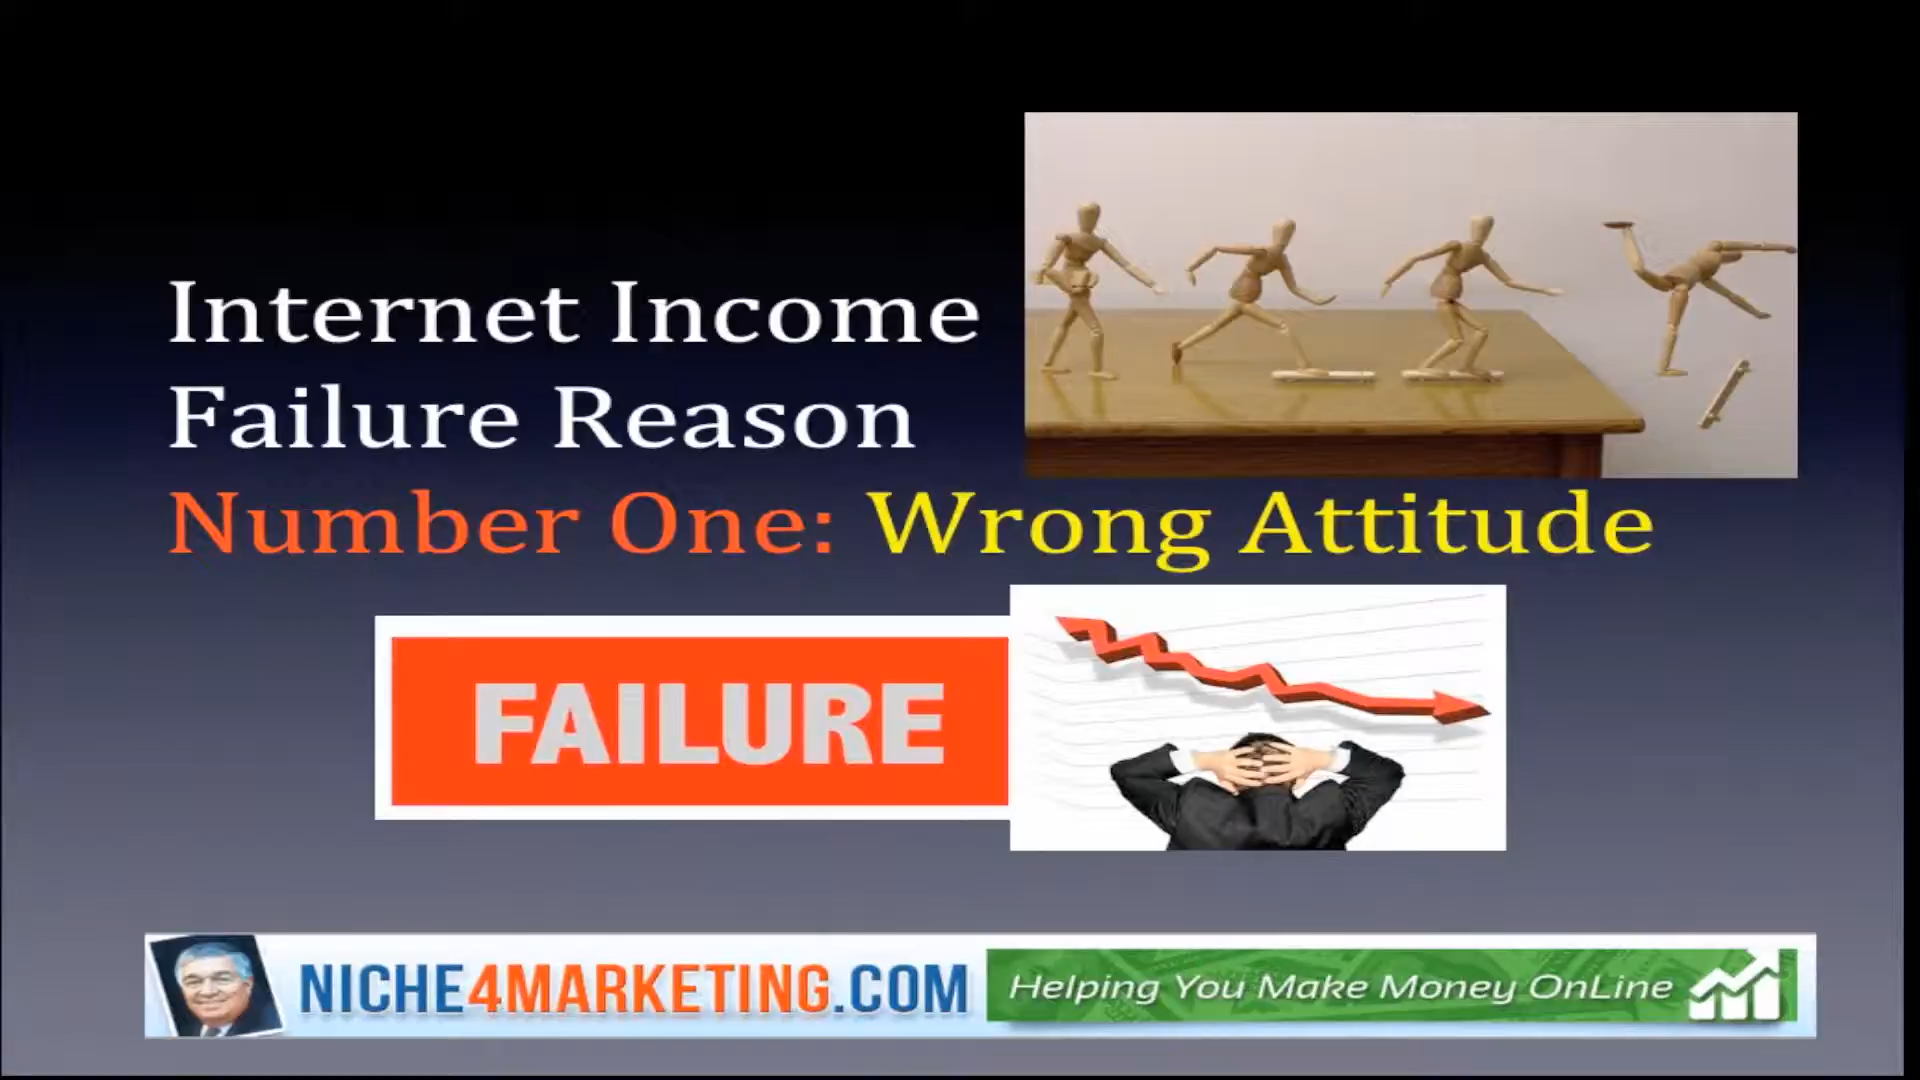 Internet Income
Failure Reason
Number One: Wrong Attitude
FAILURE
NICHE4MARKETING.COM
Helping You Make Money OnLine